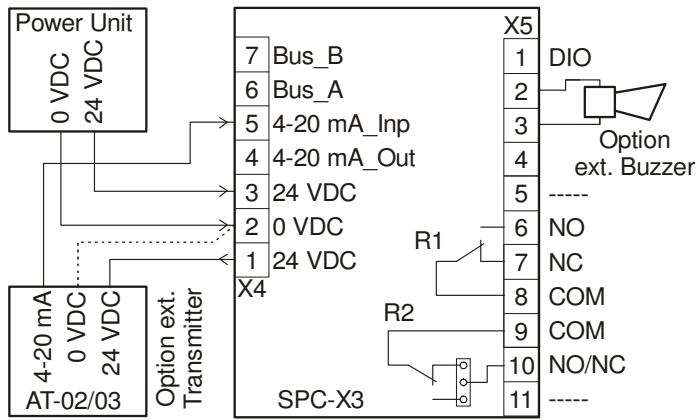 Power Unit
0 VDC
24 VDC
4-20 mA
0 VDC
24 VDC
AT-02/03
Option ext.
Transmitter
7 Bus_B
6 Bus_A
5 4-20 mA_Inp
4 4-20 mA_Out
3 24 VDC
2 0 VDC
1 24 VDC
X4
R1
R2
SPC-X3
X5
1 DIO
2
3
4
5 -----
6 NO
7 NC
8 COM
9 COM
10 NO/NC
11 -----
Option
ext. Buzzer